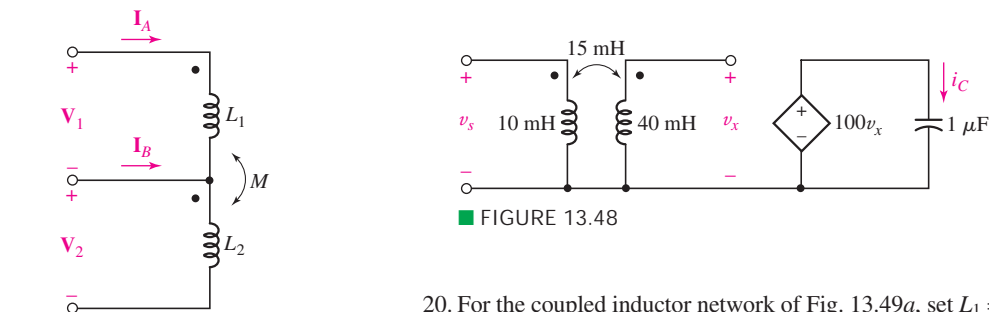 I_A
+
V_1
L_1
I_B
−
+
M
V_2
L_2
−
15 mH
+
+
v_s
10 mH
40 mH
v_x
+
−
100v_x
i_C
1 μF
−
−
FIGURE 13.48
20. For the coupled inductor network of Fig. 13.49a, set L_1 =